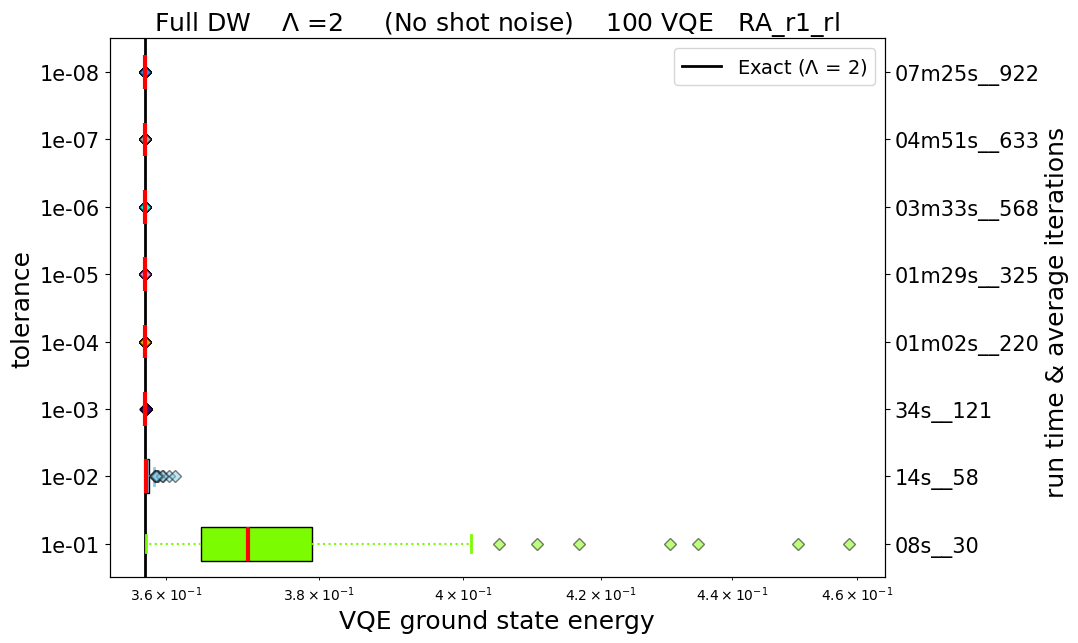 Full DW Λ =2 (No shot noise) 100 VQE RA_r1_rl
Exact (Λ = 2)
tolerance
1e-08
1e-07
1e-06
1e-05
1e-04
1e-03
1e-02
1e-01
07m25s__922
04m51s__633
03m33s__568
01m29s__325
01m02s__220
34s__121
14s__58
08s__30
run time & average iterations
3.6 × 10⁻¹
3.8 × 10⁻¹
4 × 10⁻¹
4.2 × 10⁻¹
4.4 × 10⁻¹
4.6 × 10⁻¹
VQE ground state energy